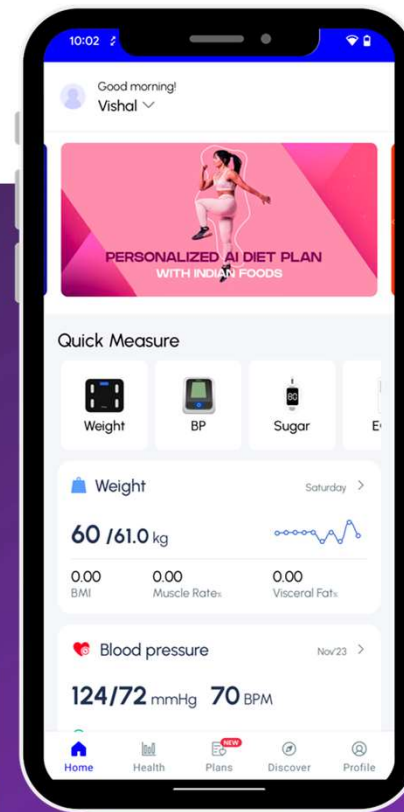 10:02
Good morning!
Vishal
PERSONALIZED AI DIET PLAN
WITH INDIAN FOODS
Quick Measure
Weight
BP
80
Sugar
Weight
Saturday
60 /61.0 kg
0.00
BMI
0.00
Muscle Rate%
0.00
Visceral Fat%
Blood pressure
Nov'23
124/72 mmHg 70 BPM
Home
Health
NEW
Plans
Discover
Profile